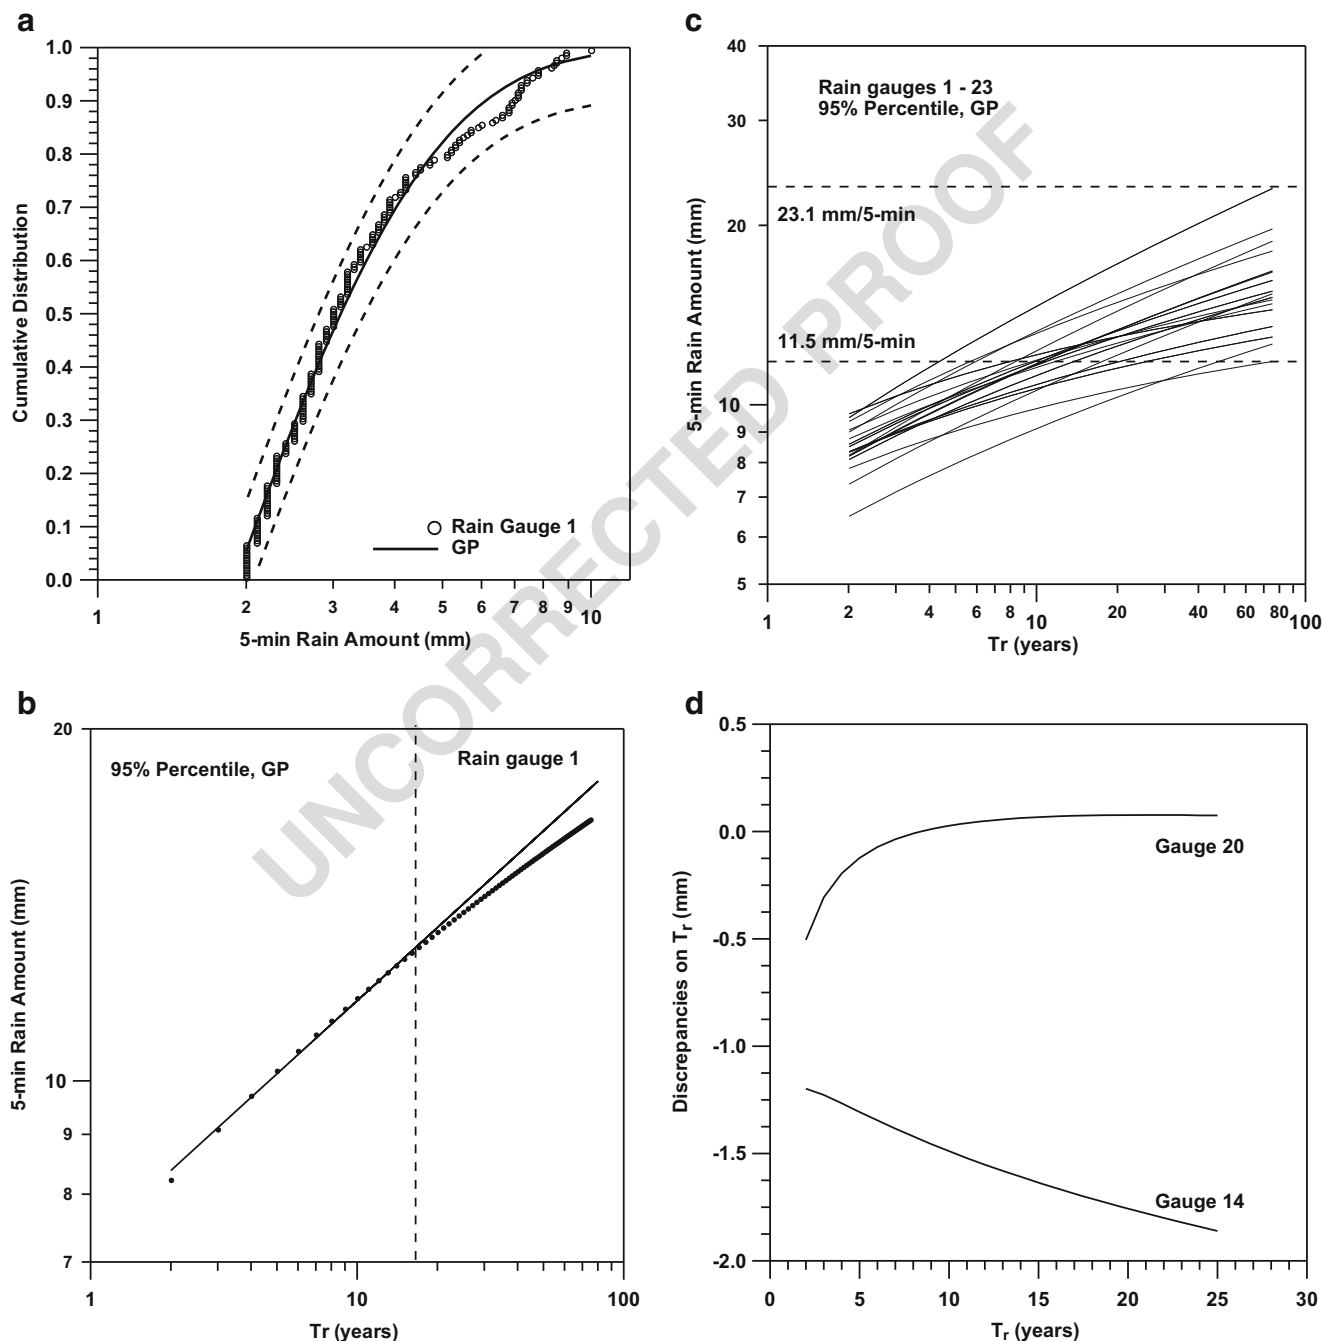 a
Cumulative Distribution
1.0
0.9
0.8
0.7
0.6
0.5
0.4
0.3
0.2
0.1
0.0
Rain Gauge 1
GP
1 2 3 4 5 6 7 8 9 10
5-min Rain Amount (mm)
c
5-min Rain Amount (mm)
40
30
20
10
9
8
7
6
5
Rain gauges 1 - 23
95% Percentile, GP
23.1 mm/5-min
11.5 mm/5-min
1 2 4 6 8 10 20 40 60 80 100
Tr (years)
b
5-min Rain Amount (mm)
20
10
9
8
7
95% Percentile, GP
Rain gauge 1
1 10 100
Tr (years)
d
Discrepancies on Tr (mm)
0.5
0.0
-0.5
-1.0
-1.5
-2.0
Gauge 20
Gauge 14
0 5 10 15 20 25 30
Tr (years)
UNCORRECTED PROOF